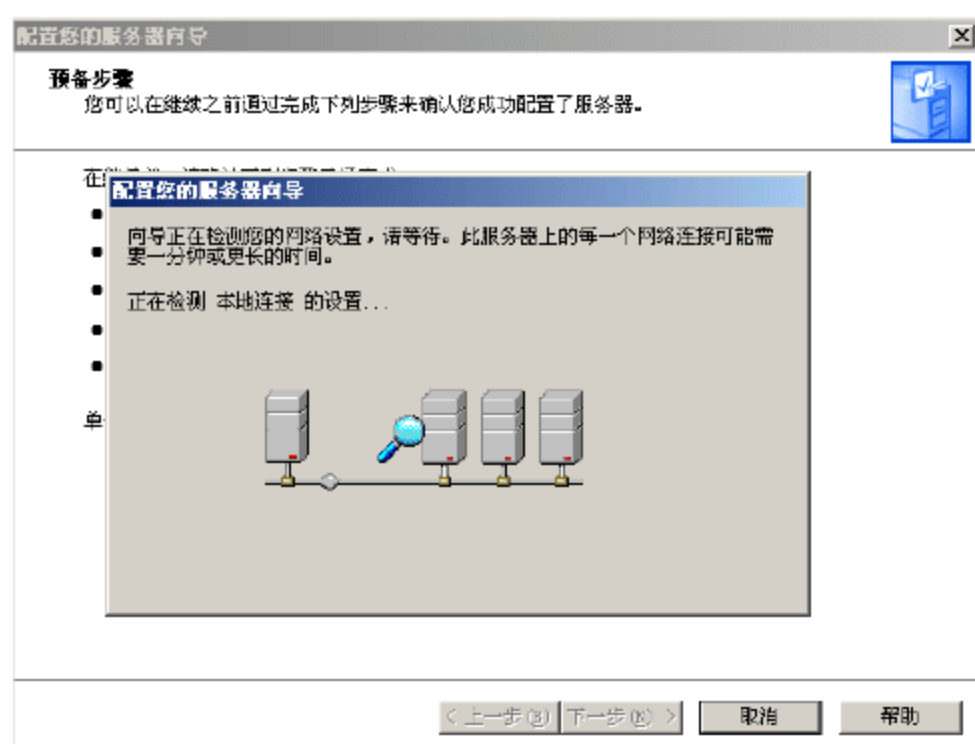 配置您的服务器向导
预备步骤
您可以在继续之前通过完成下列步骤来确认您成功配置了服务器。
配置您的服务器向导
向导正在检测您的网络设置，请等待。此服务器上的每一个网络连接可能需
要一分钟或更长的时间。
正在检测 本地连接 的设置...
单
< 上一步(B) 下一步(N) > 取消 帮助